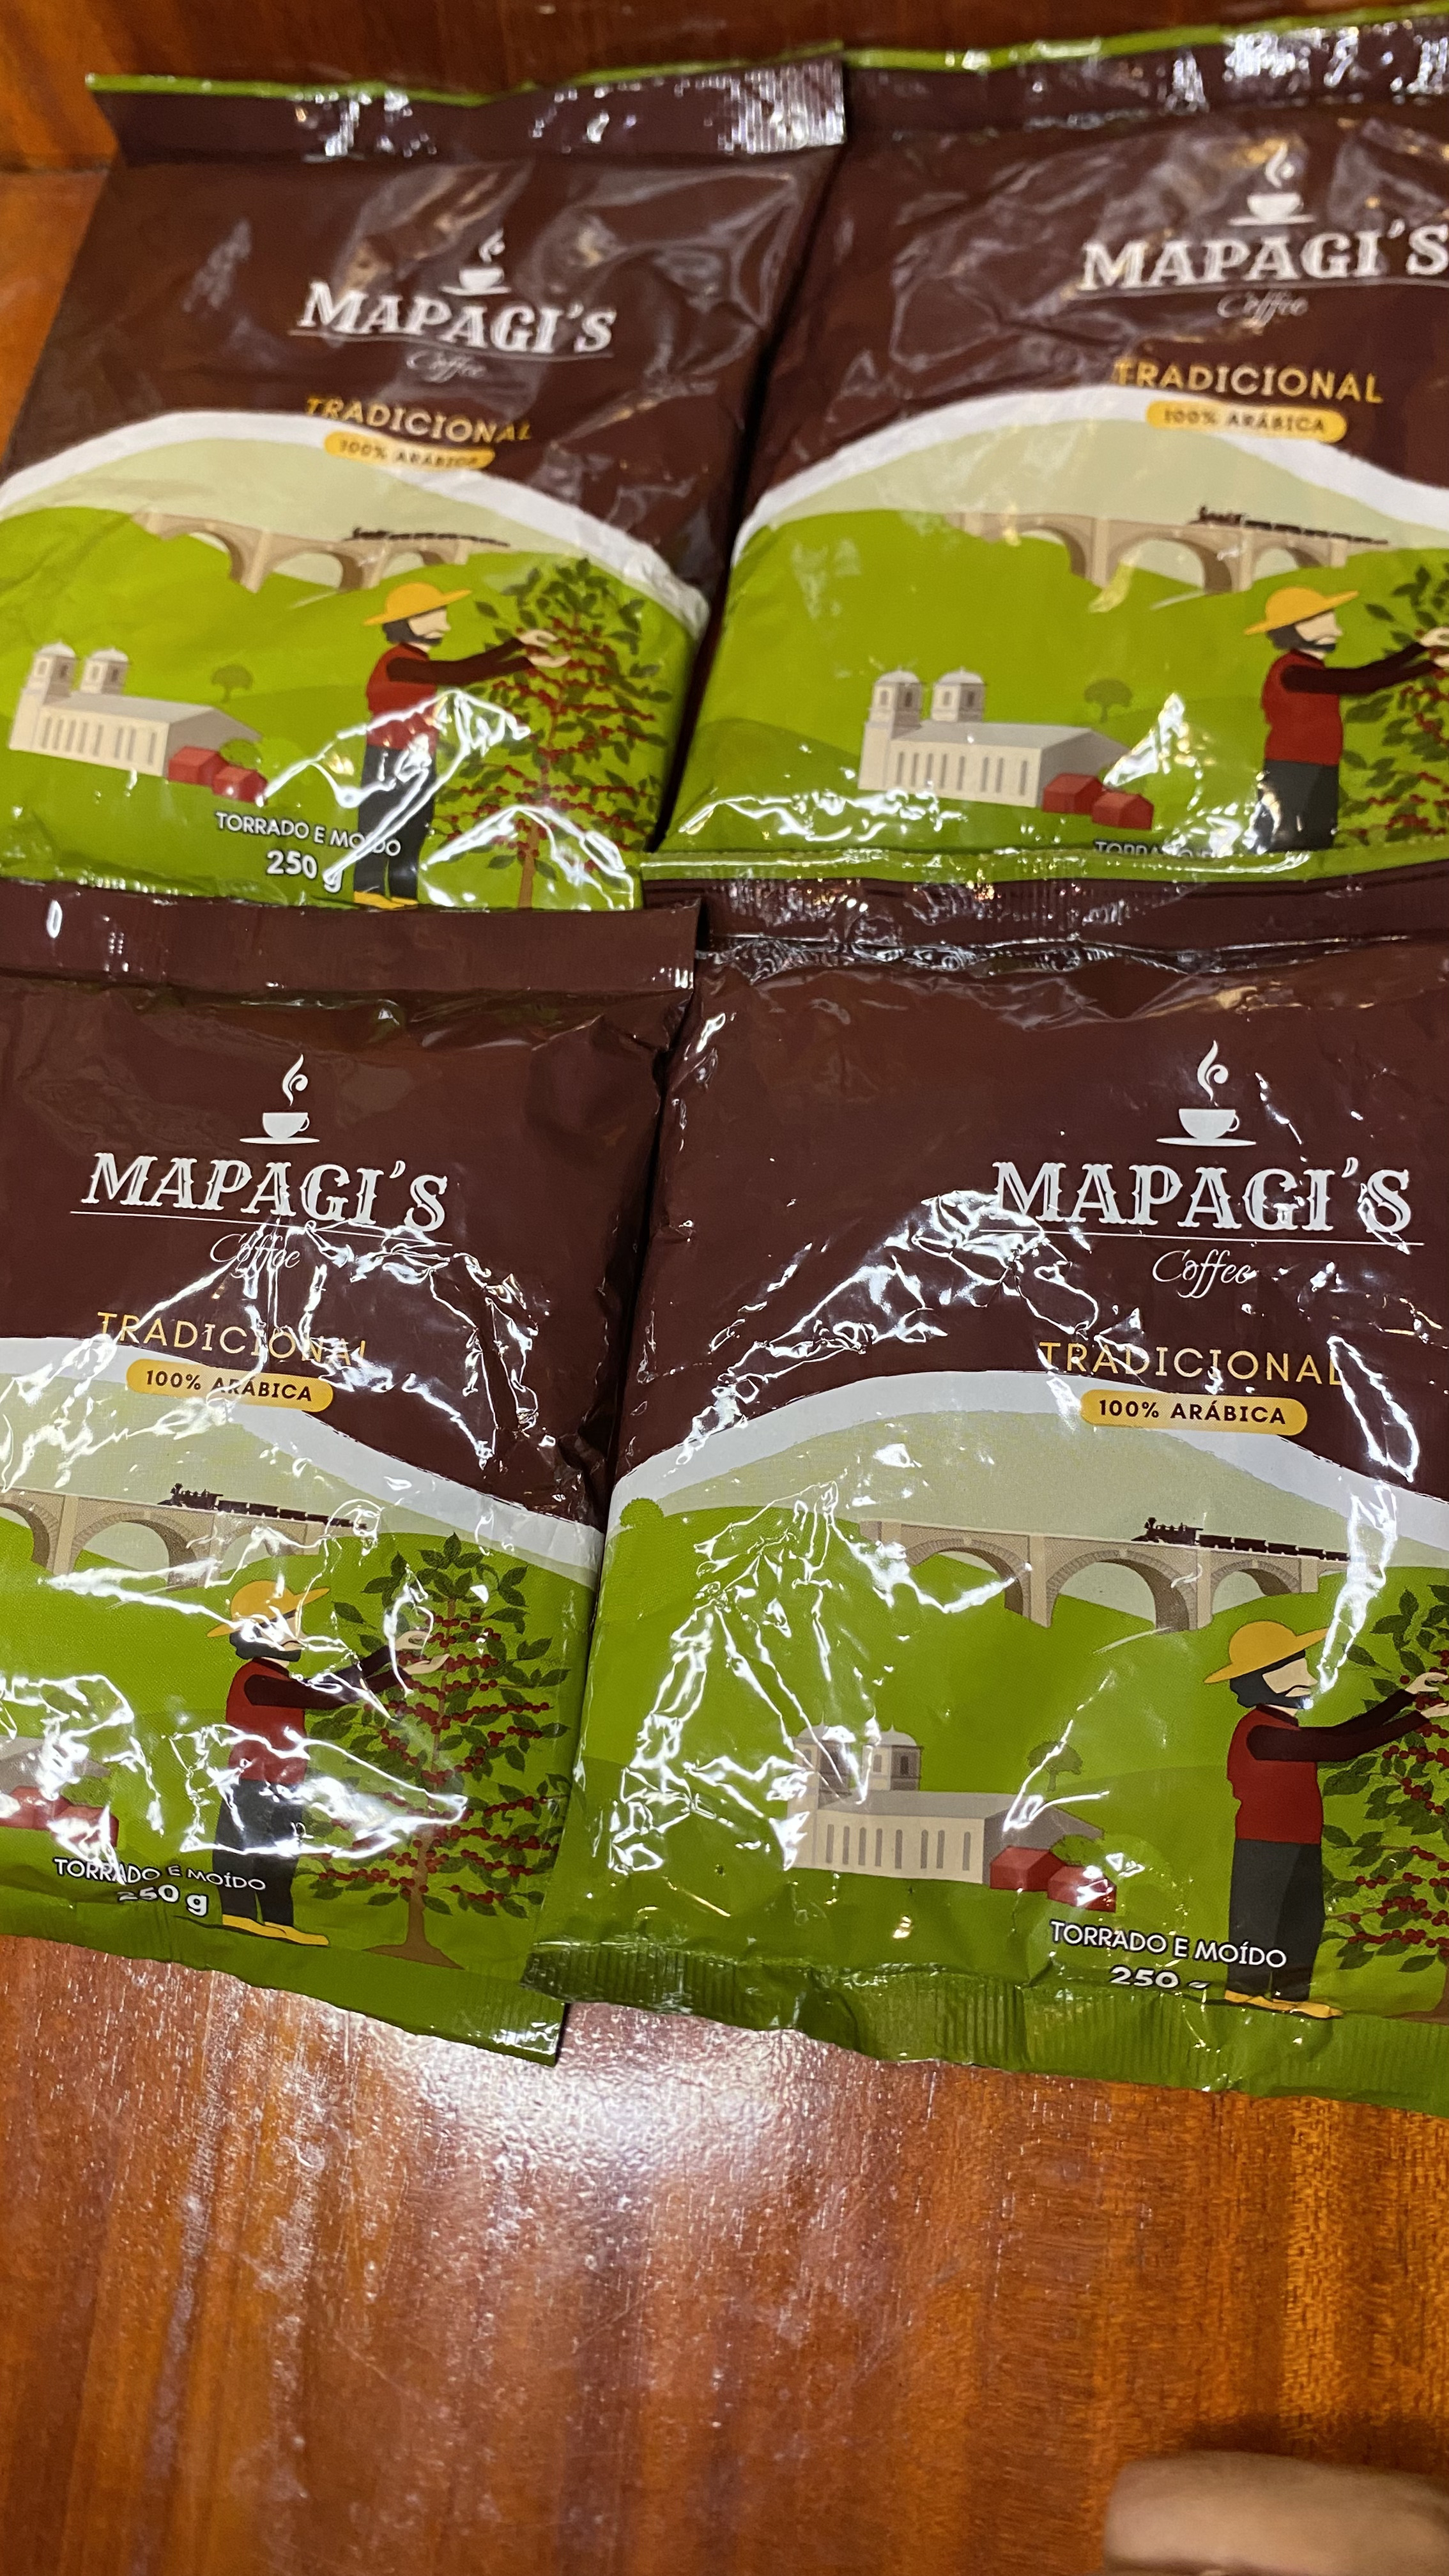 MAPAGI'S
Coffee
TRADICIONAL
100% ARÁBICA
TORRADO E MOÍDO
250 g
MAPAGI'S
Coffee
TRADICIONAL
100% ARÁBICA
MAPAGI'S
Coffee
TRADICIONAL
100% ARÁBICA
TORRADO E MOÍDO
250 g
MAPAGI'S
Coffee
TRADICIONAL
100% ARÁBICA
TORRADO E MOÍDO
250